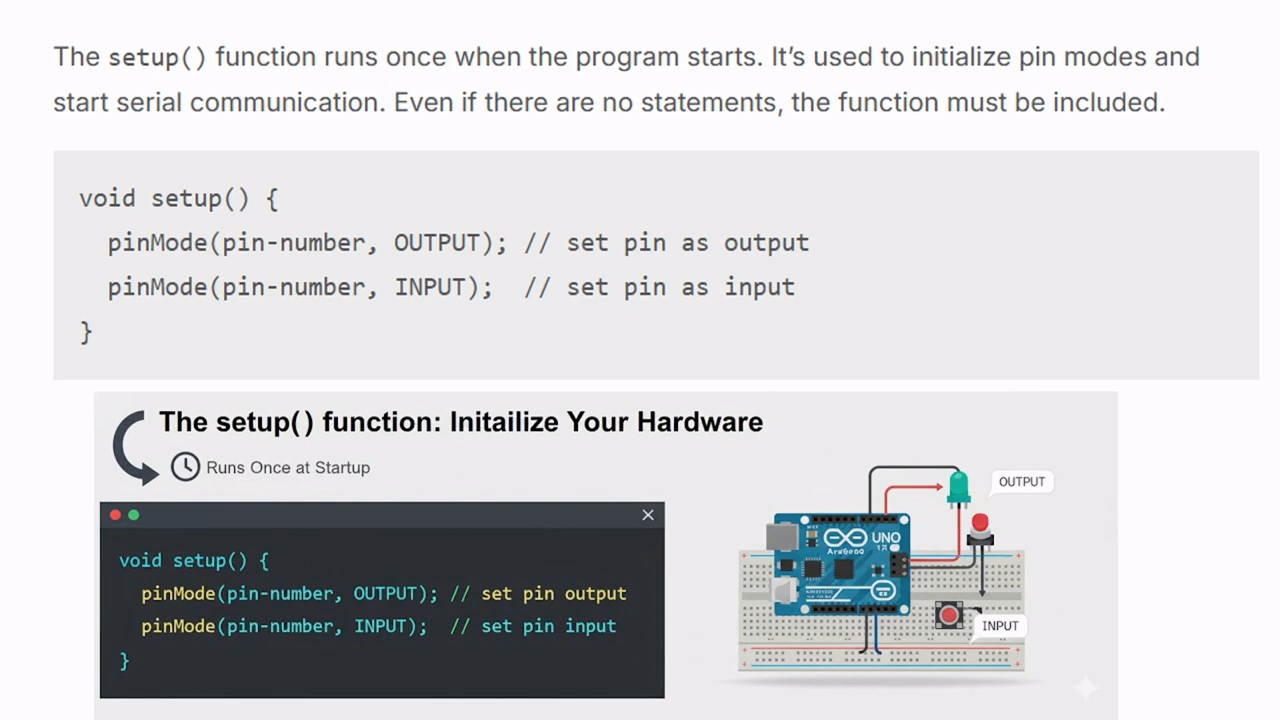 The setup() function runs once when the program starts. It’s used to initialize pin modes and
start serial communication. Even if there are no statements, the function must be included.
void setup() {
  pinMode(pin-number, OUTPUT); // set pin as output
  pinMode(pin-number, INPUT);  // set pin as input
}
The setup() function: Initailize Your Hardware
Runs Once at Startup
void setup() {
  pinMode(pin-number, OUTPUT); // set pin output
  pinMode(pin-number, INPUT);  // set pin input
}
OUTPUT
UNO
INPUT